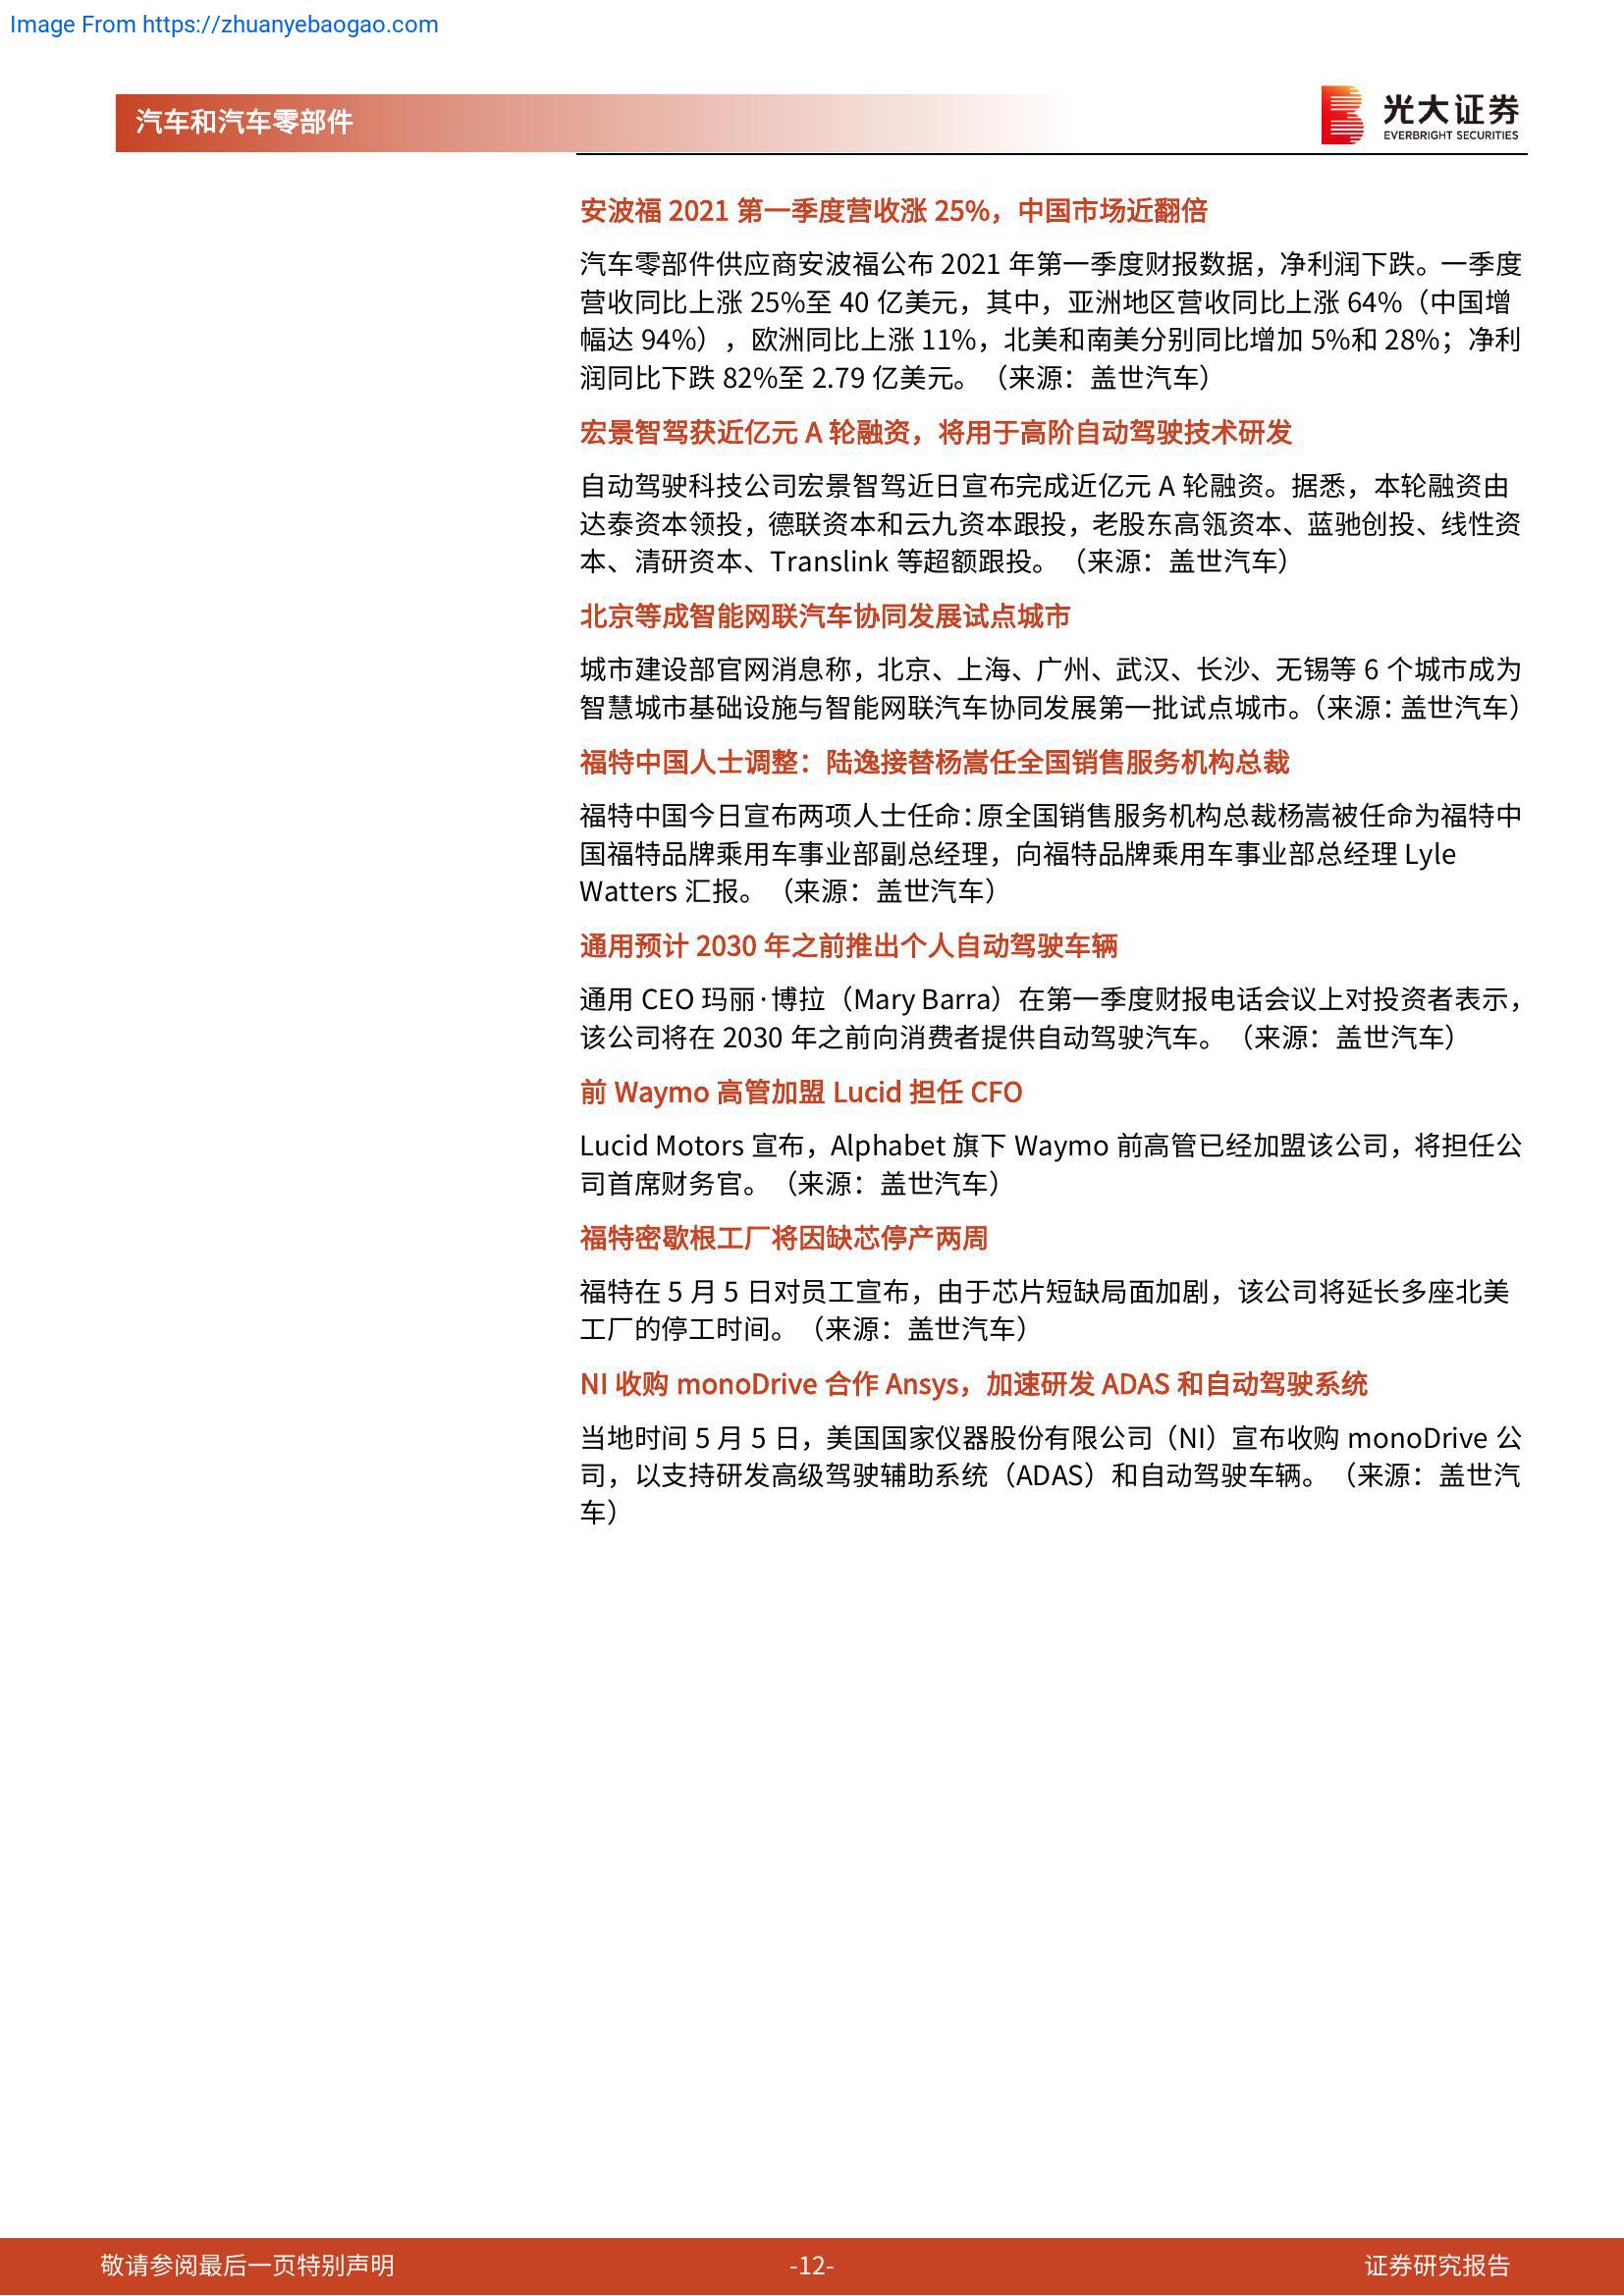 Image From https://zhuanyebaogao.com
汽车和汽车零部件
光大证券
EVERBRIGHT SECURITIES
安波福 2021 第一季度营收涨 25%，中国市场近翻倍
汽车零部件供应商安波福公布 2021 年第一季度财报数据，净利润下跌。一季度
营收同比上涨 25%至 40 亿美元，其中，亚洲地区营收同比上涨 64%（中国增
幅达 94%），欧洲同比上涨 11%，北美和南美分别同比增加 5%和 28%；净利
润同比下跌 82%至 2.79 亿美元。（来源：盖世汽车）
宏景智驾获近亿元 A 轮融资，将用于高阶自动驾驶技术研发
自动驾驶科技公司宏景智驾近日宣布完成近亿元 A 轮融资。据悉，本轮融资由
达泰资本领投，德联资本和云九资本跟投，老股东高瓴资本、蓝驰创投、线性资
本、清研资本、Translink 等超额跟投。（来源：盖世汽车）
北京等成智能网联汽车协同发展试点城市
城市建设部官网消息称，北京、上海、广州、武汉、长沙、无锡等 6 个城市成为
智慧城市基础设施与智能网联汽车协同发展第一批试点城市。（来源：盖世汽车）
福特中国人士调整：陆逸接替杨嵩任全国销售服务机构总裁
福特中国今日宣布两项人士任命：原全国销售服务机构总裁杨嵩被任命为福特中
国福特品牌乘用车事业部副总经理，向福特品牌乘用车事业部总经理 Lyle
Watters 汇报。（来源：盖世汽车）
通用预计 2030 年之前推出个人自动驾驶车辆
通用 CEO 玛丽·博拉（Mary Barra）在第一季度财报电话会议上对投资者表示，
该公司将在 2030 年之前向消费者提供自动驾驶汽车。（来源：盖世汽车）
前 Waymo 高管加盟 Lucid 担任 CFO
Lucid Motors 宣布，Alphabet 旗下 Waymo 前高管已经加盟该公司，将担任公
司首席财务官。（来源：盖世汽车）
福特密歇根工厂将因缺芯停产两周
福特在 5 月 5 日对员工宣布，由于芯片短缺局面加剧，该公司将延长多座北美
工厂的停工时间。（来源：盖世汽车）
NI 收购 monoDrive 合作 Ansys，加速研发 ADAS 和自动驾驶系统
当地时间 5 月 5 日，美国国家仪器股份有限公司（NI）宣布收购 monoDrive 公
司，以支持研发高级驾驶辅助系统（ADAS）和自动驾驶车辆。（来源：盖世汽
车）
敬请参阅最后一页特别声明
-12-
证券研究报告